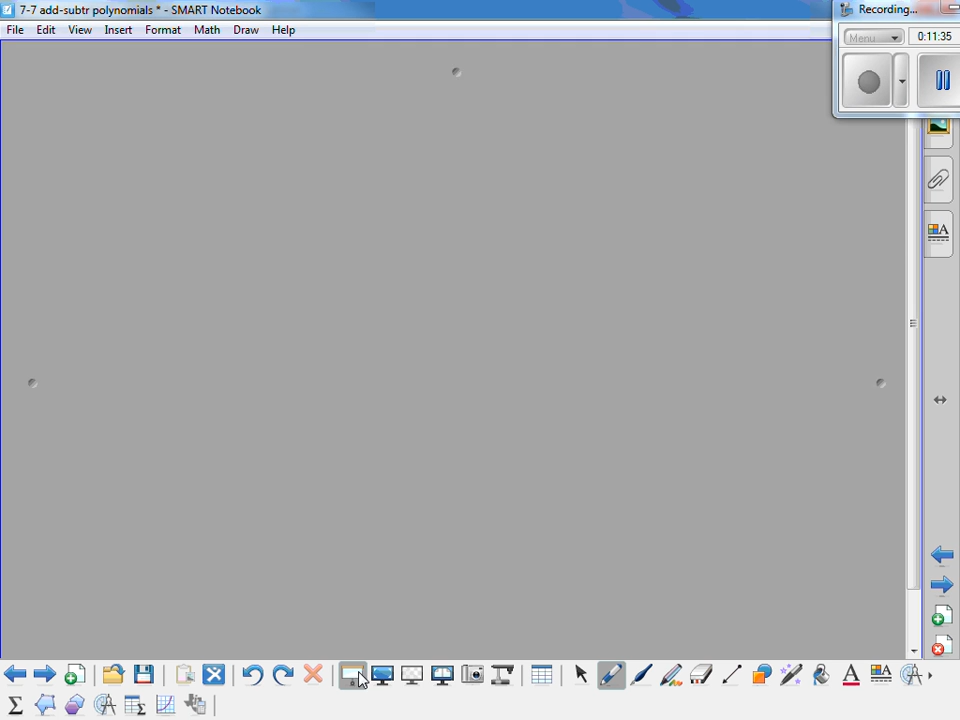 7-7 add-subtr polynomials * - SMART Notebook
Recording...
File Edit View Insert Format Math Draw Help
Menu
0:11:35